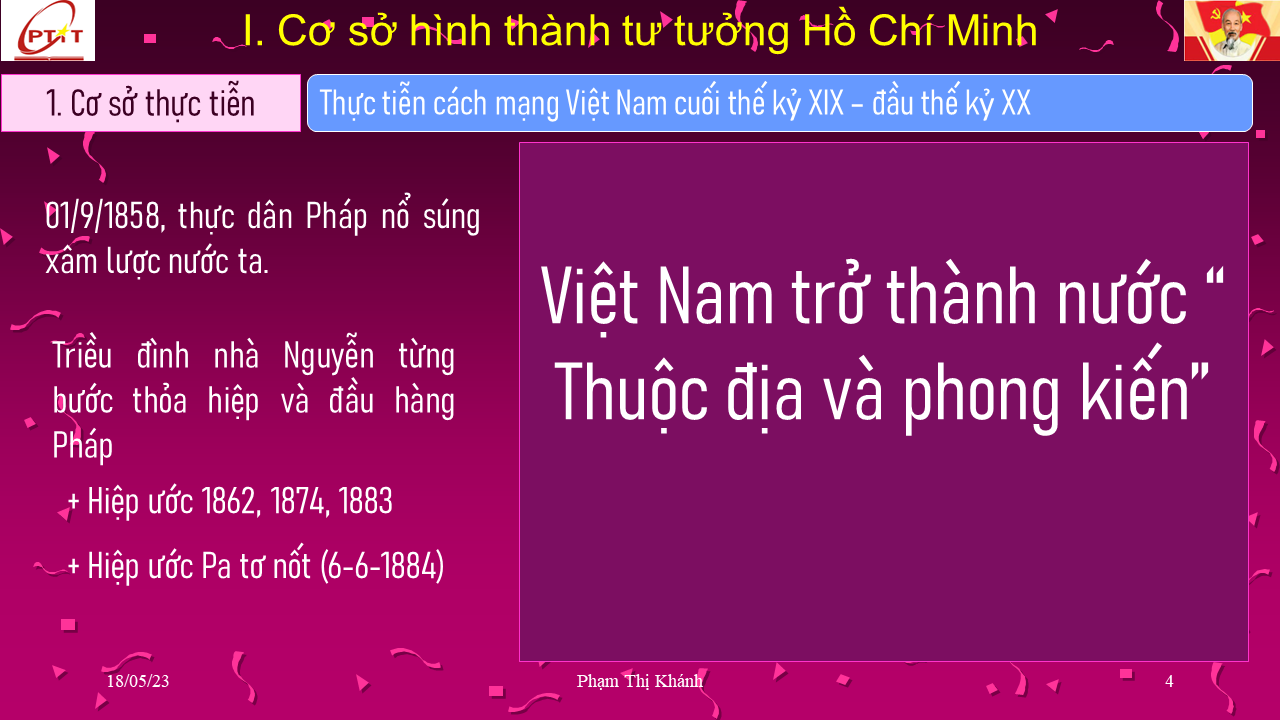 PTIT
I. Cơ sở hình thành tư tưởng Hồ Chí Minh
1. Cơ sở thực tiễn
Thực tiễn cách mạng Việt Nam cuối thế kỷ XIX – đầu thế kỷ XX
01/9/1858, thực dân Pháp nổ súng
xâm lược nước ta.
Triều đình nhà Nguyễn từng
bước thỏa hiệp và đầu hàng
Pháp
+ Hiệp ước 1862, 1874, 1883
+ Hiệp ước Pa tơ nốt (6-6-1884)
Việt Nam trở thành nước “
Thuộc địa và phong kiến”
18/05/23
Phạm Thị Khánh
4